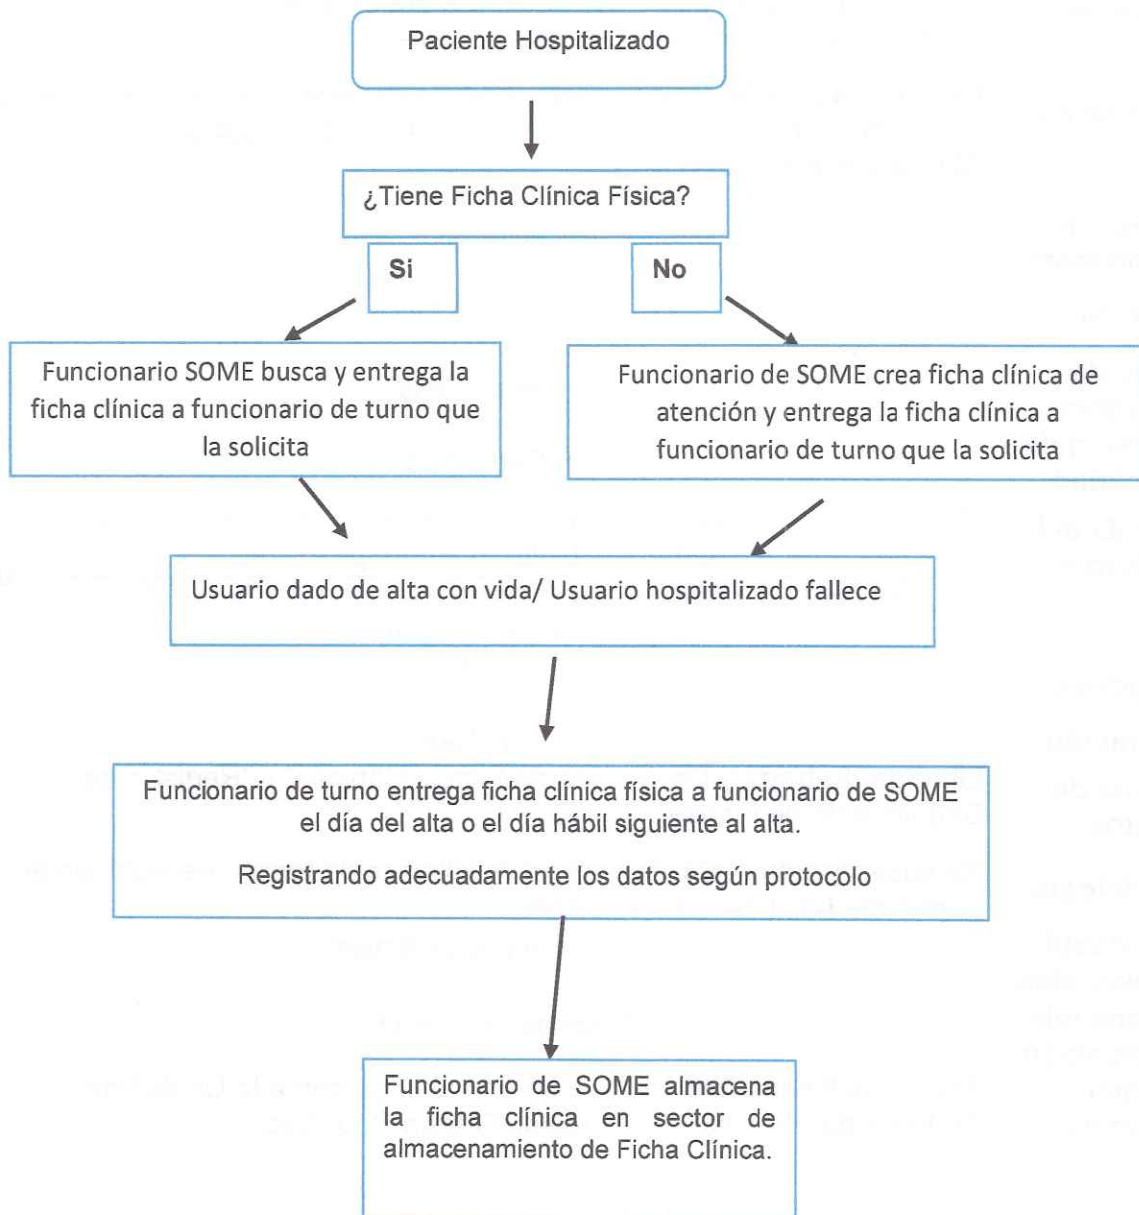 Paciente Hospitalizado
¿Tiene Ficha Clínica Física?
Si
No
Funcionario SOME busca y entrega la
ficha clínica a funcionario de turno que
la solicita
Funcionario de SOME crea ficha clínica de
atención y entrega la ficha clínica a
funcionario de turno que la solicita
Usuario dado de alta con vida/ Usuario hospitalizado fallece
Funcionario de turno entrega ficha clínica física a funcionario de SOME
el día del alta o el día hábil siguiente al alta.
Registrando adecuadamente los datos según protocolo
Funcionario de SOME almacena
la ficha clínica en sector de
almacenamiento de Ficha Clínica.